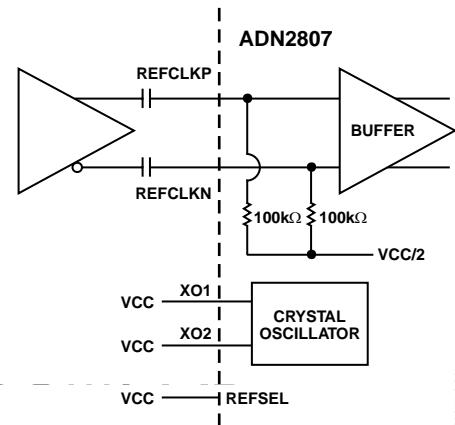 ADN2807
REFCLKP
BUFFER
REFCLKN
100kΩ
100kΩ
VCC/2
VCC
XO1
CRYSTAL
OSCILLATOR
VCC
XO2
VCC
REFSEL